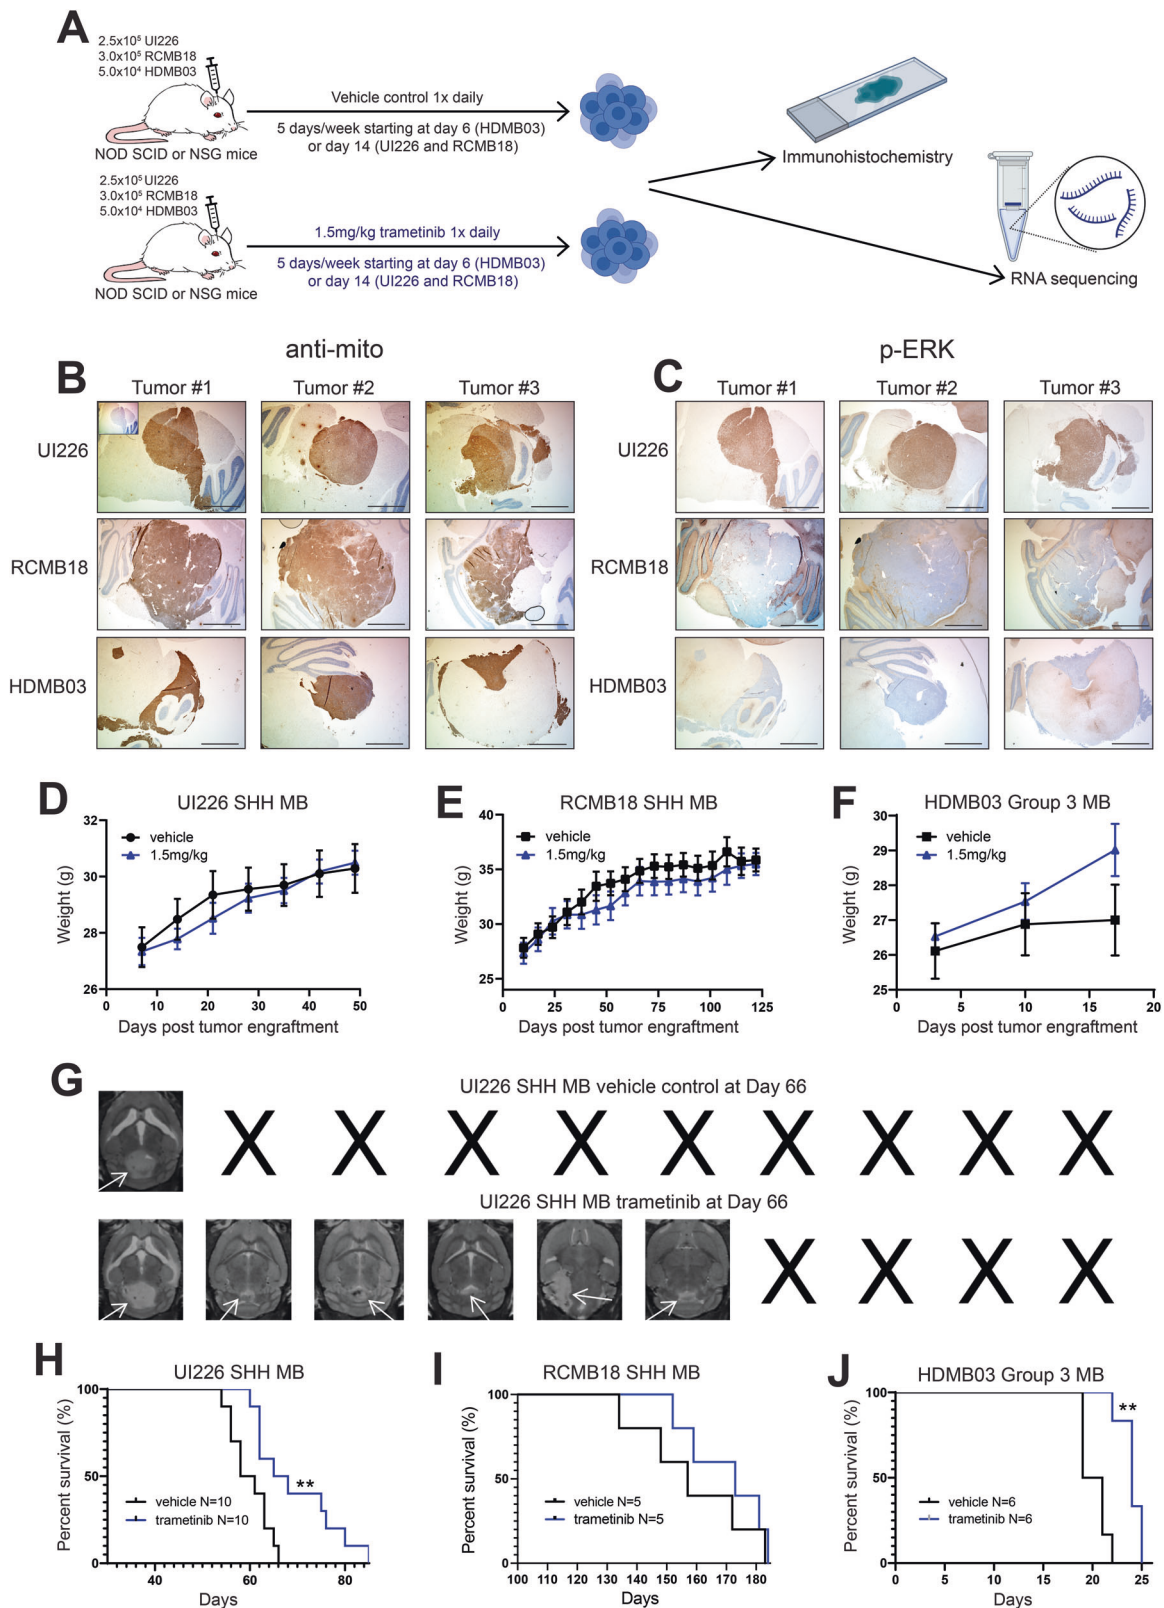 A
2.5x10⁵ UI226
3.0x10⁵ RCMB18
5.0x10⁴ HDMB03
NOD SCID or NSG mice
Vehicle control 1x daily
5 days/week starting at day 6 (HDMB03)
or day 14 (UI226 and RCMB18)
Immunohistochemistry
2.5x10⁵ UI226
3.0x10⁵ RCMB18
5.0x10⁴ HDMB03
NOD SCID or NSG mice
1.5mg/kg trametinib 1x daily
5 days/week starting at day 6 (HDMB03)
or day 14 (UI226 and RCMB18)
RNA sequencing
B
anti-mito
Tumor #1 Tumor #2 Tumor #3
UI226
RCMB18
HDMB03
C
p-ERK
Tumor #1 Tumor #2 Tumor #3
UI226
RCMB18
HDMB03
D
UI226 SHH MB
vehicle
1.5mg/kg
Weight (g)
32
30
28
26
0 10 20 30 40 50
Days post tumor engraftment
E
RCMB18 SHH MB
vehicle
1.5mg/kg
Weight (g)
40
35
30
25
0 25 50 75 100 125
Days post tumor engraftment
F
HDMB03 Group 3 MB
vehicle
1.5mg/kg
Weight (g)
30
29
28
27
26
25
0 5 10 15 20
Days post tumor engraftment
G
UI226 SHH MB vehicle control at Day 66
X X X X X X X X X
UI226 SHH MB trametinib at Day 66
X X X X
H
UI226 SHH MB
Percent survival (%)
100
50
0
**
vehicle N=10
trametinib N=10
40 60 80
Days
I
RCMB18 SHH MB
Percent survival (%)
100
50
0
vehicle N=5
trametinib N=5
100 110 120 130 140 150 160 170 180
Days
J
HDMB03 Group 3 MB
Percent survival (%)
100
50
0
**
vehicle N=6
trametinib N=6
0 5 10 15 20 25
Days